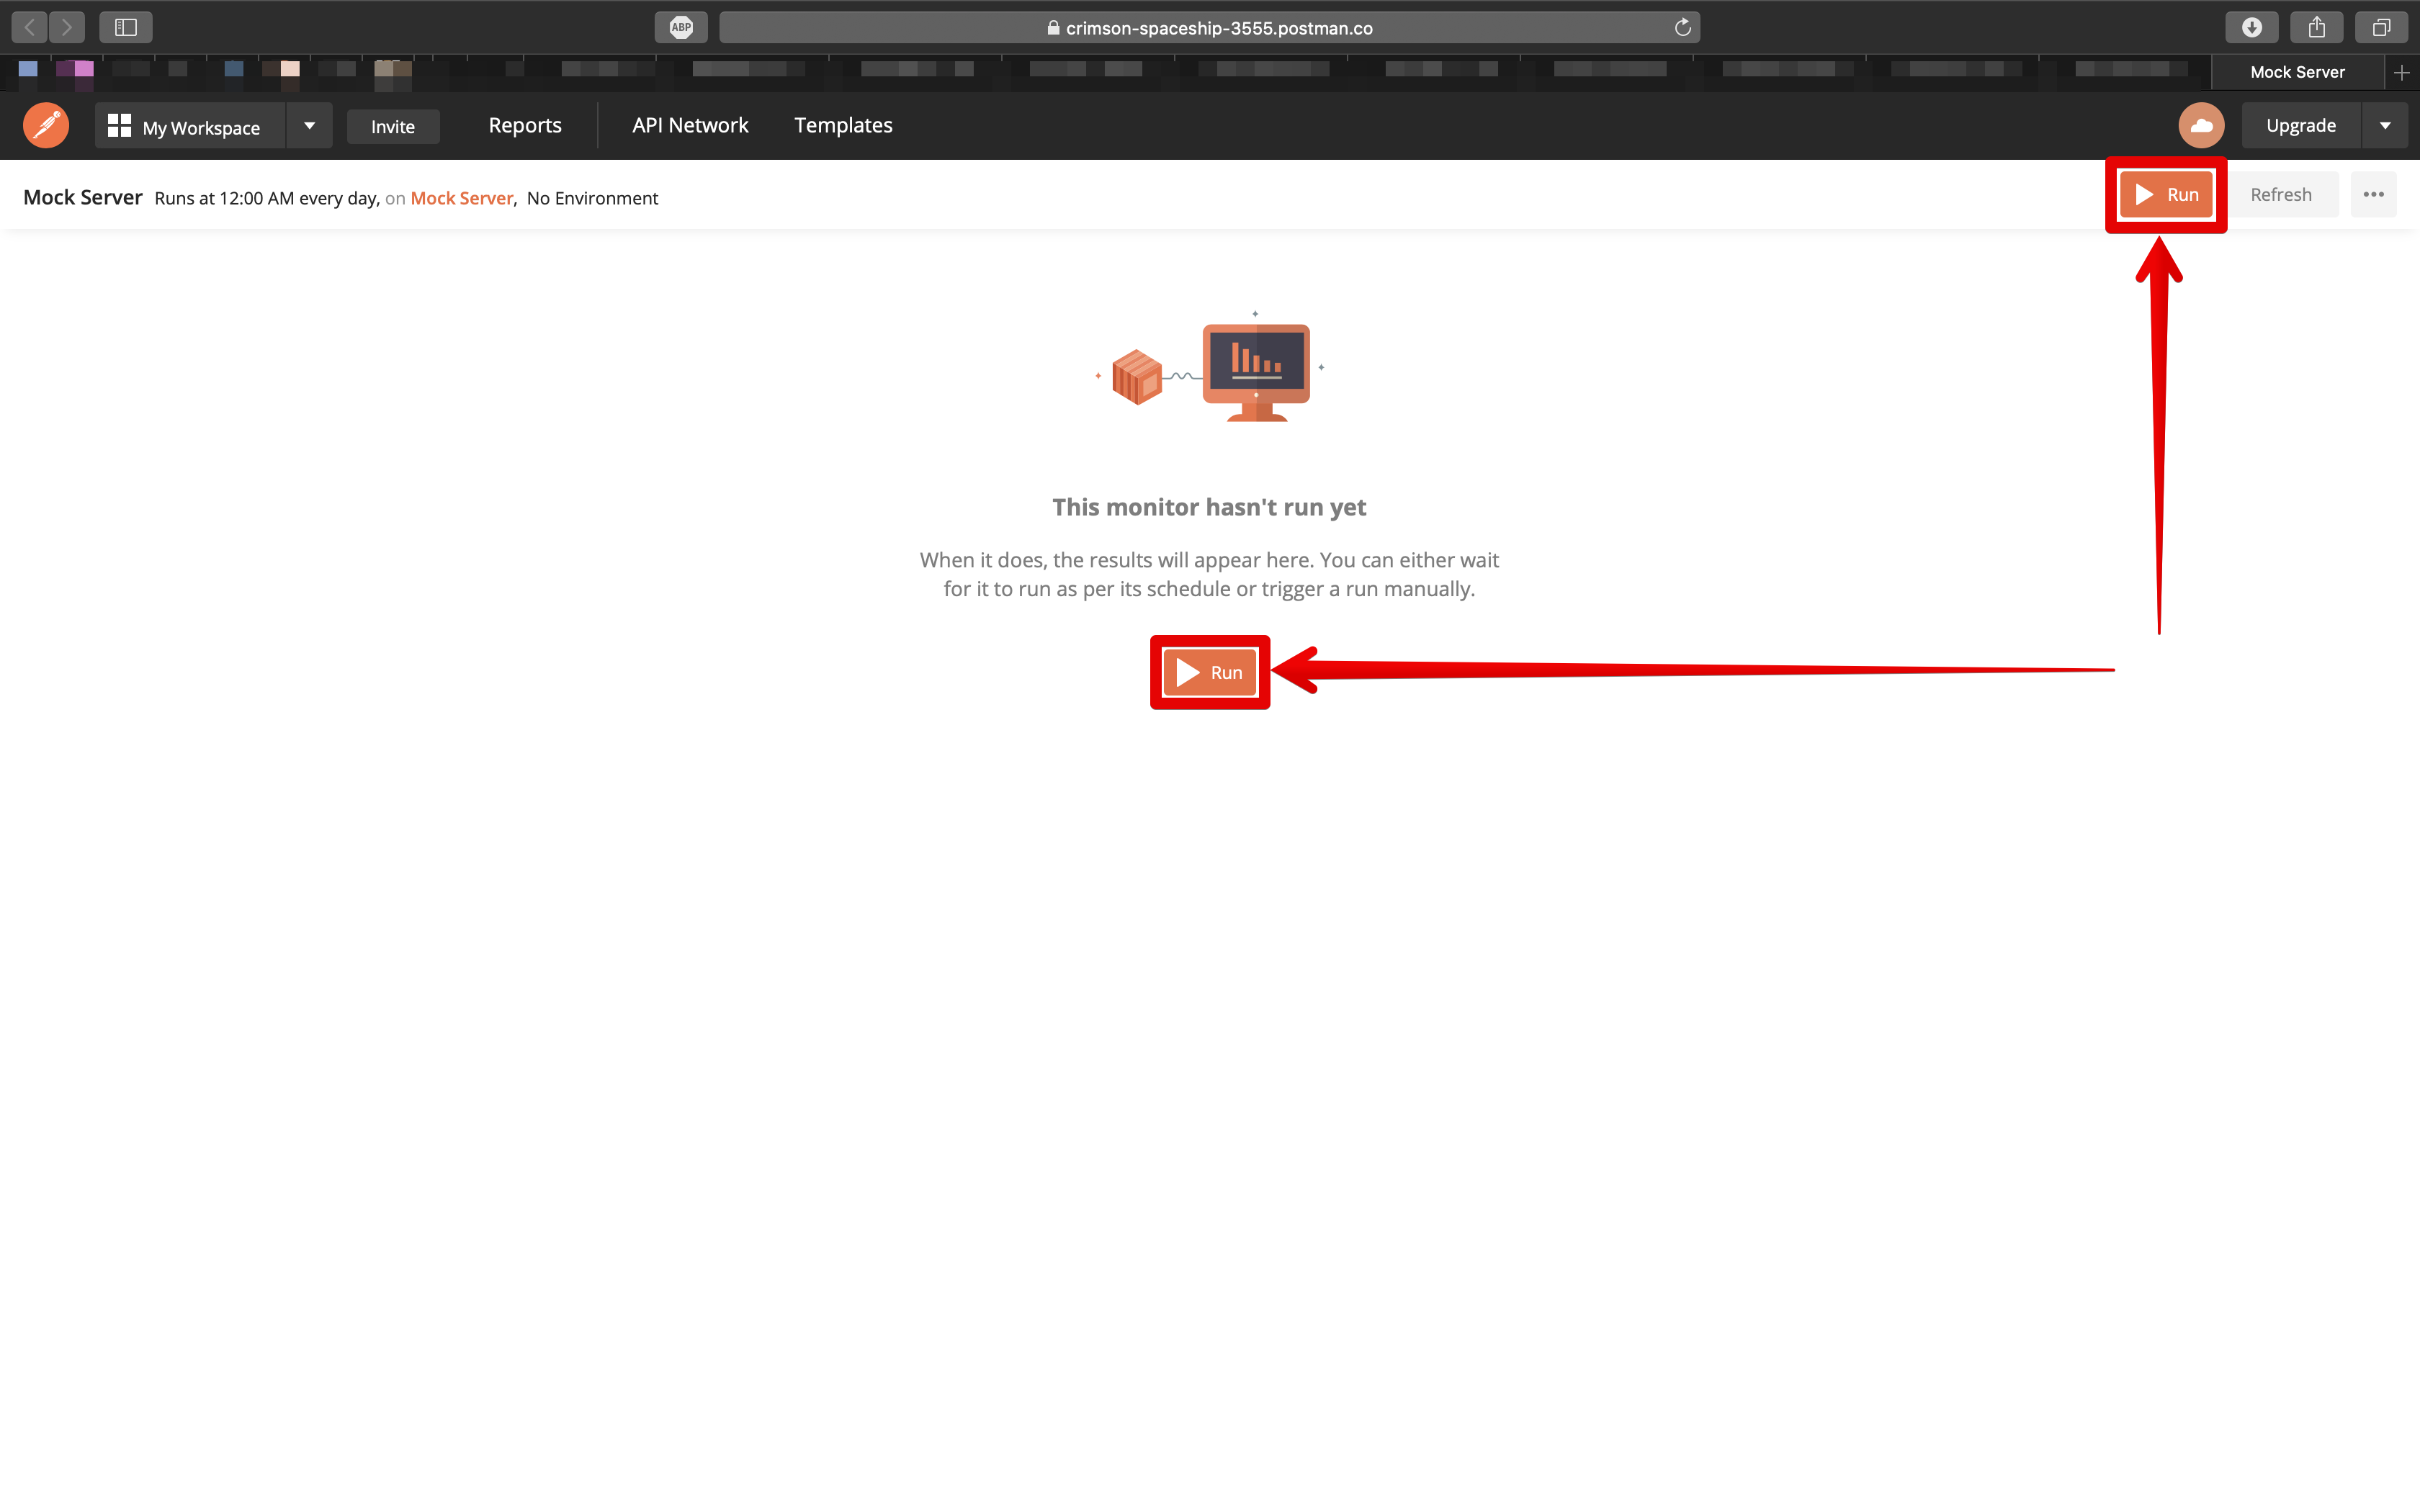 ABP
crimson-spaceship-3555.postman.co
Mock Server
My Workspace
Invite
Reports
API Network
Templates
Upgrade
Mock Server Runs at 12:00 AM every day, on Mock Server, No Environment
Run
Refresh
This monitor hasn't run yet
When it does, the results will appear here. You can either wait
for it to run as per its schedule or trigger a run manually.
Run